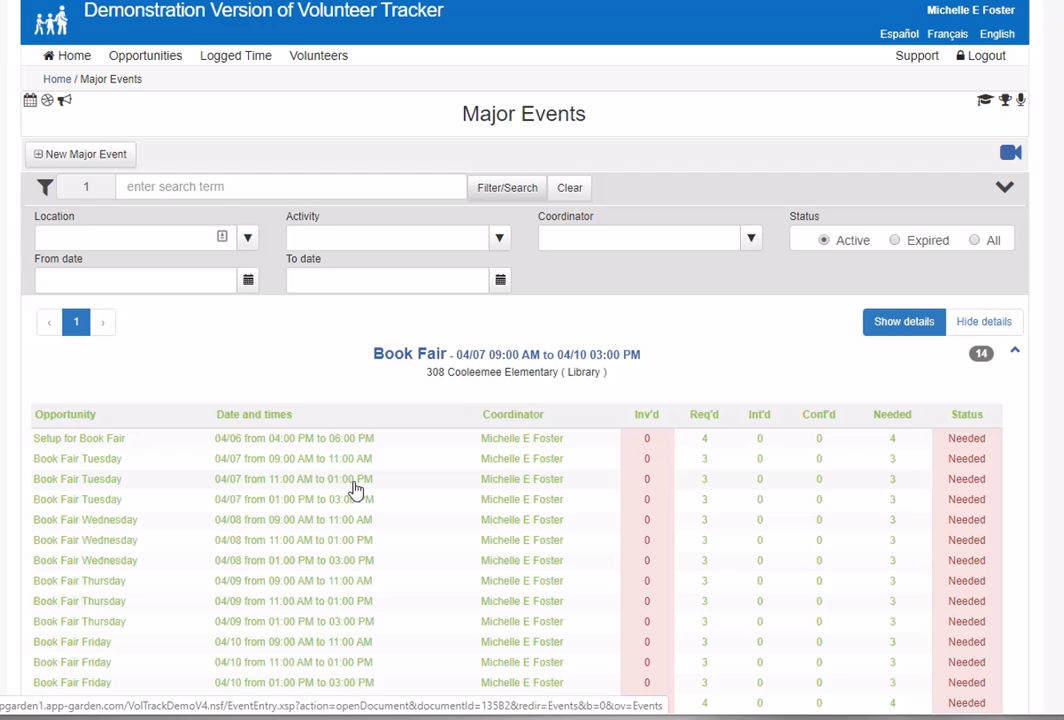 Demonstration Version of Volunteer Tracker
Michelle E Foster
Español Français English
Home Opportunities Logged Time Volunteers Support Logout
Home / Major Events
Major Events
New Major Event
1 enter search term Filter/Search Clear
Location Activity Coordinator Status
Active Expired All
From date To date
‹ 1 › Show details Hide details
Book Fair - 04/07 09:00 AM to 04/10 03:00 PM 14
308 Cooleemee Elementary ( Library )
Opportunity Date and times Coordinator Inv'd Req'd Int'd Conf'd Needed Status
Setup for Book Fair 04/06 from 04:00 PM to 06:00 PM Michelle E Foster 0 4 0 0 4 Needed
Book Fair Tuesday 04/07 from 09:00 AM to 11:00 AM Michelle E Foster 0 3 0 0 3 Needed
Book Fair Tuesday 04/07 from 11:00 AM to 01:00 PM Michelle E Foster 0 3 0 0 3 Needed
Book Fair Tuesday 04/07 from 01:00 PM to 03:00 PM Michelle E Foster 0 3 0 0 3 Needed
Book Fair Wednesday 04/08 from 09:00 AM to 11:00 AM Michelle E Foster 0 3 0 0 3 Needed
Book Fair Wednesday 04/08 from 11:00 AM to 01:00 PM Michelle E Foster 0 3 0 0 3 Needed
Book Fair Wednesday 04/08 from 01:00 PM to 03:00 PM Michelle E Foster 0 3 0 0 3 Needed
Book Fair Thursday 04/09 from 09:00 AM to 11:00 AM Michelle E Foster 0 3 0 0 3 Needed
Book Fair Thursday 04/09 from 11:00 AM to 01:00 PM Michelle E Foster 0 3 0 0 3 Needed
Book Fair Thursday 04/09 from 01:00 PM to 03:00 PM Michelle E Foster 0 3 0 0 3 Needed
Book Fair Friday 04/10 from 09:00 AM to 11:00 AM Michelle E Foster 0 3 0 0 3 Needed
Book Fair Friday 04/10 from 11:00 AM to 01:00 PM Michelle E Foster 0 3 0 0 3 Needed
Book Fair Friday 04/10 from 01:00 PM to 03:00 PM Michelle E Foster 0 3 0 0 3 Needed
4 0 0 4 Needed
pgarden1.app-garden.com/VolTrackDemoV4.nsf/EventEntry.xsp?action=openDocument&documentId=135B2&redir=Events&b=0&ov=Events